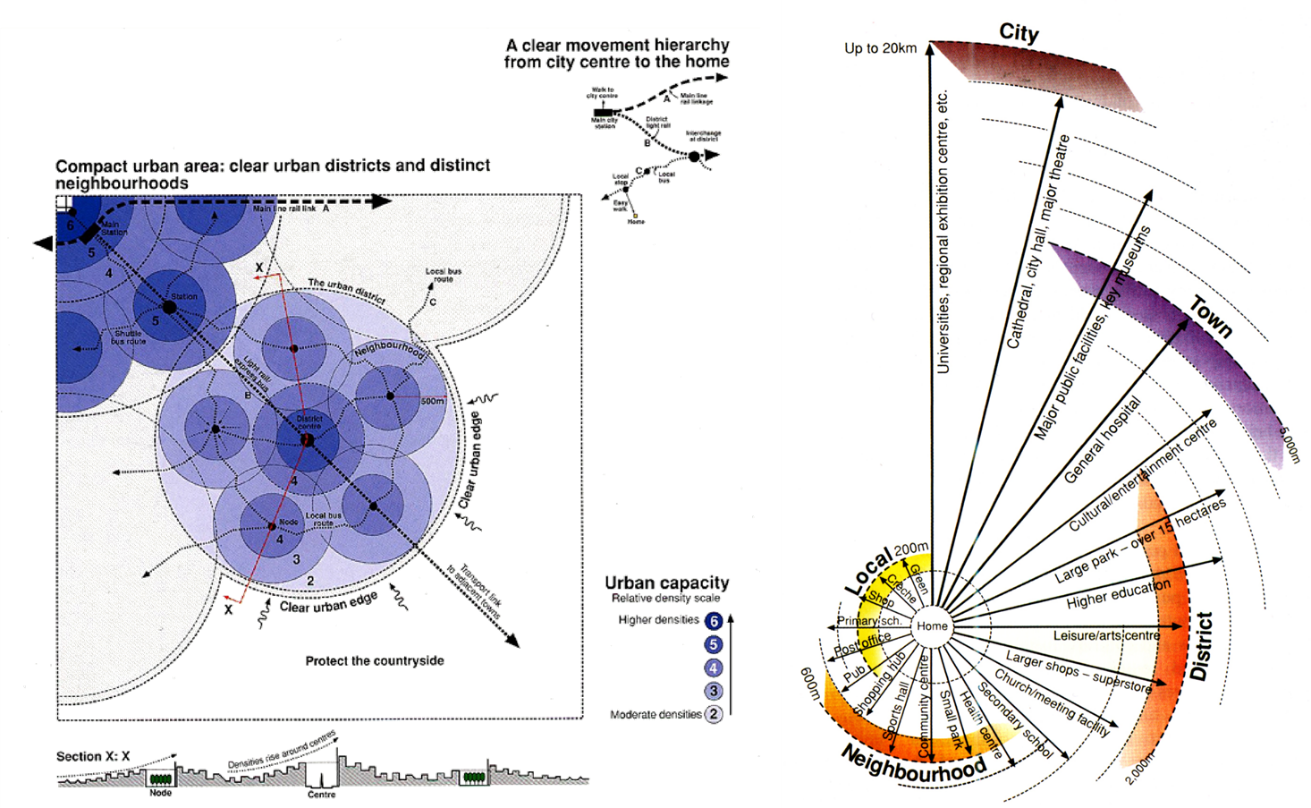 A clear movement hierarchy
from city centre to the home
Walk to
city centre
Main city
station
A
Main line
rail linkage
District
light rail
B
Interchange
at district
C
Local
bus
Local
stop
Easy
walk
Home
Compact urban area: clear urban districts and distinct
neighbourhoods
6
Main
Station
Main line rail link A
5
4
Station
5
Shuttle
bus route
X
The urban district
Local bus
route
C
Neighbourhood
Light rail/
express bus
B
500m
District
centre
4
Node
4
Local bus
route
3
2
X
Clear urban edge
Clear urban edge
Transport link
to adjacent towns
Protect the countryside
Urban capacity
Relative density scale
Higher densities 6
5
4
3
Moderate densities 2
Section X: X
Densities rise around centres
Node
Centre
City
Up to 20km
Universities, regional exhibition centre, etc.
Cathedral, city hall, major theatre
Major public facilities, key museums
Town
5,000m
General hospital
Cultural/entertainment centre
Large park – over 15 hectares
Higher education
Leisure/arts centre
District
Larger shops – superstore
Church/meeting facility
2,000m
Secondary school
Health centre
Small park
Community centre
Sports hall
Shopping hub
Neighbourhood
600m
Pub
Post office
Primary sch.
Shop
Creche
Green
Local
200m
Home